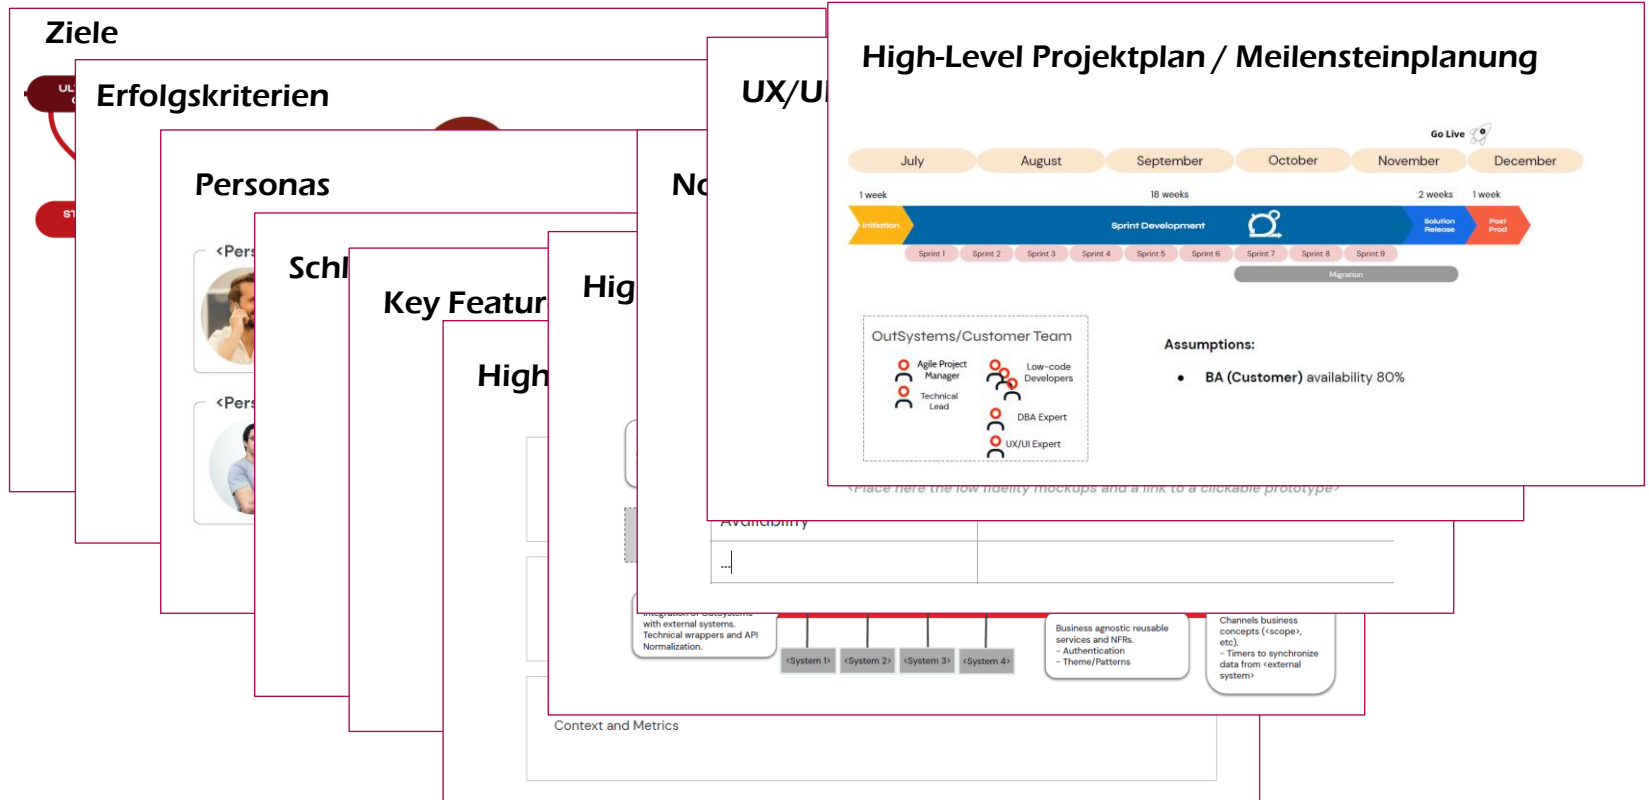 Ziele
Erfolgskriterien
Personas
<Pers
<Pers
Schl
Key Featur
High
Context and Metrics
Hig
with external systems.
Technical wrappers and API
Normalization.
<System 1>
<System 2>
<System 3>
<System 4>
Business agnostic reusable
services and NFRs.
- Authentication
- Theme/Patterns
Channels business
concepts (<scope>,
etc).
- Timers to synchronize
data from <external
system>
No
Availability
...
UX/UI
<Place here the low fidelity mockups and a link to a clickable prototype>
High-Level Projektplan / Meilensteinplanung
Go Live
July
August
September
October
November
December
1 week
18 weeks
2 weeks
1 week
Initiation
Sprint Development
Solution
Release
Post
Prod
Sprint 1
Sprint 2
Sprint 3
Sprint 4
Sprint 5
Sprint 6
Sprint 7
Sprint 8
Sprint 9
Migration
OutSystems/Customer Team
Agile Project
Manager
Technical
Lead
Low-code
Developers
DBA Expert
UX/UI Expert
Assumptions:
● BA (Customer) availability 80%